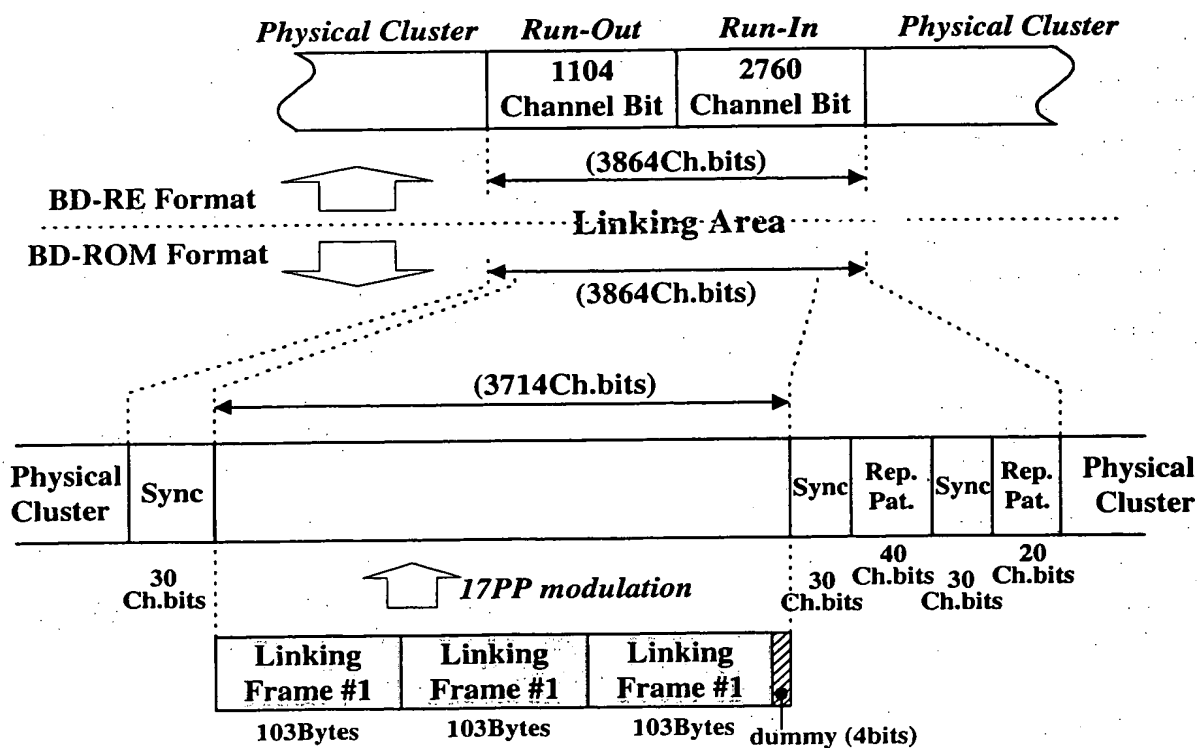 Physical Cluster Run-Out Run-In Physical Cluster
1104 Channel Bit
2760 Channel Bit
(3864Ch.bits)
BD-RE Format
Linking Area
BD-ROM Format
(3864Ch.bits)
(3714Ch.bits)
Physical Cluster
Sync
Sync
Rep. Pat.
Sync
Rep. Pat.
Physical Cluster
30 Ch.bits
17PP modulation
30 Ch.bits
40 Ch.bits
30 Ch.bits
20 Ch.bits
Linking Frame #1
Linking Frame #1
Linking Frame #1
103Bytes
103Bytes
103Bytes
dummy (4bits)